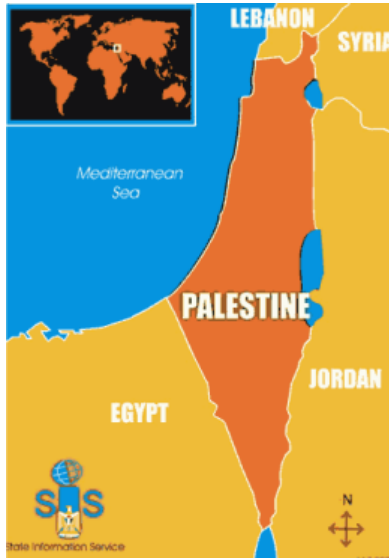 LEBANON
SYRIA
Mediterranean
Sea
PALESTINE
JORDAN
EGYPT
N
SIS
State Information Service